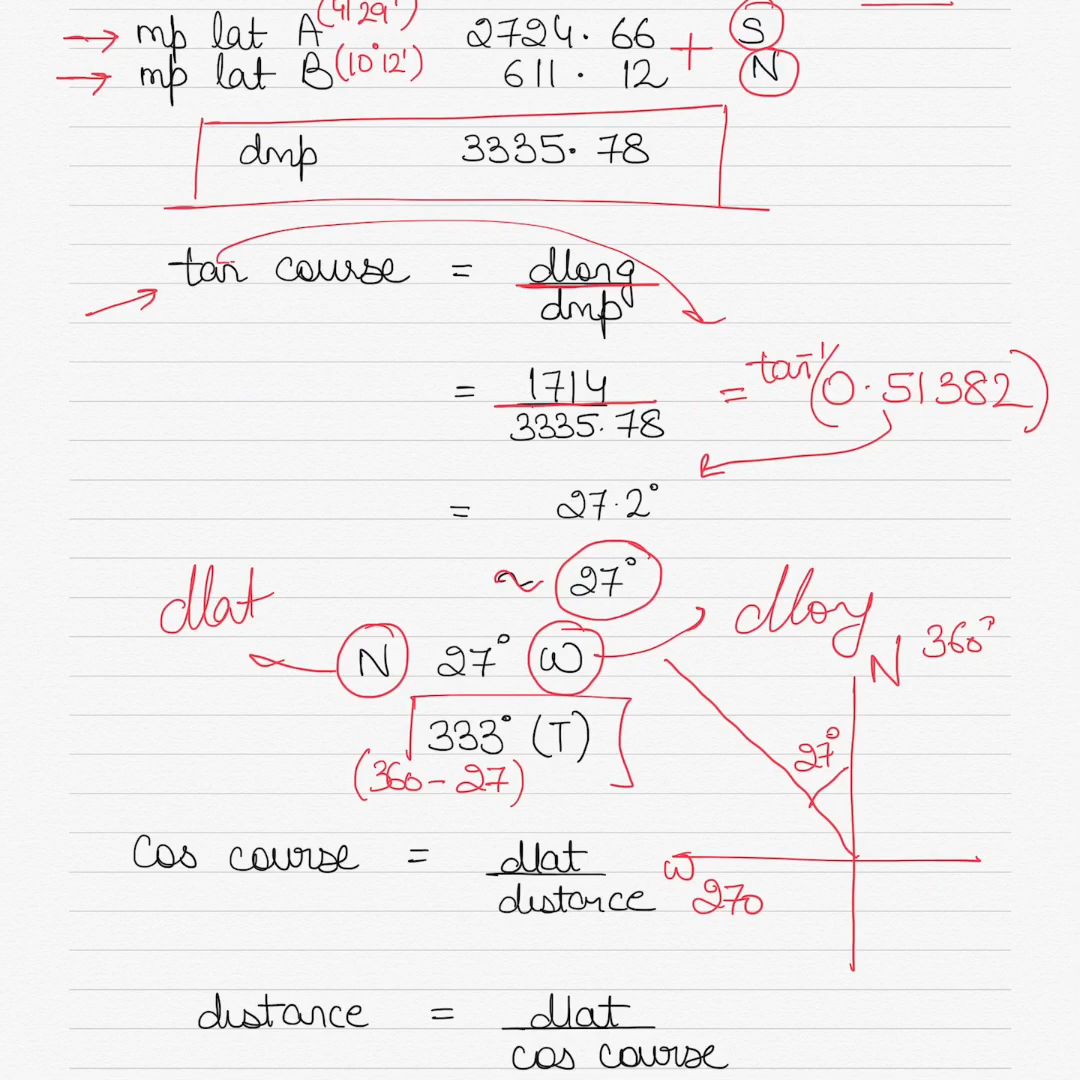 → mp lat A (41°29') 2724.66 + S
→ mp lat B (10°12') 611.12 N
dmp 3335.78
tan course = dlong
dmp
= 1714 = tan⁻¹(0.51382)
3335.78
= 27.2°
≈ 27°
dlat dlong
N 27° W N 360°
333° (T) 27°
(360-27)
cos course = dlat W
distance 270
distance = dlat
cos course